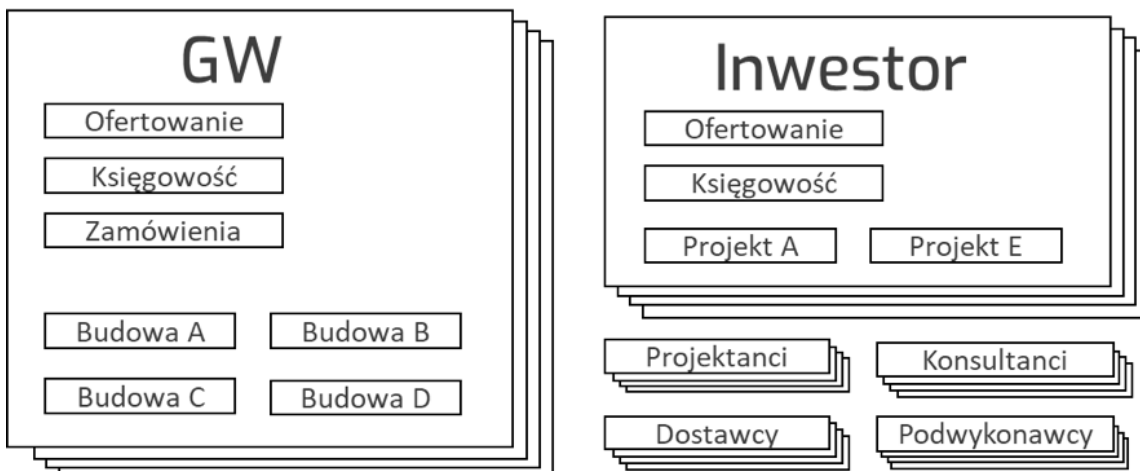 GW
Ofertowanie
Księgowość
Zamówienia
Budowa A
Budowa B
Budowa C
Budowa D
Inwestor
Ofertowanie
Księgowość
Projekt A
Projekt E
Projektanci
Konsultanci
Dostawcy
Podwykonawcy